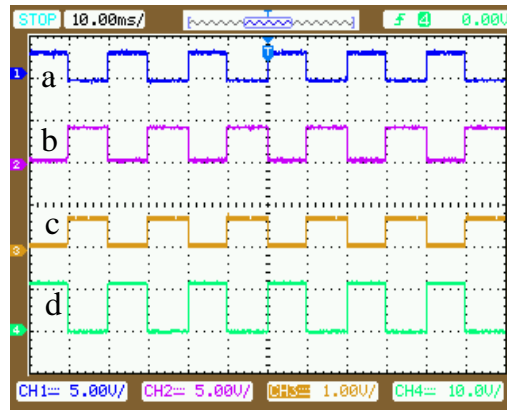 STOP 10.00ms/ T f 4 0.00V
T
1 a
b
2
c
3
d
4
CH1 5.00V/ CH2 5.00V/ CH3 1.00V/ CH4 10.0V/